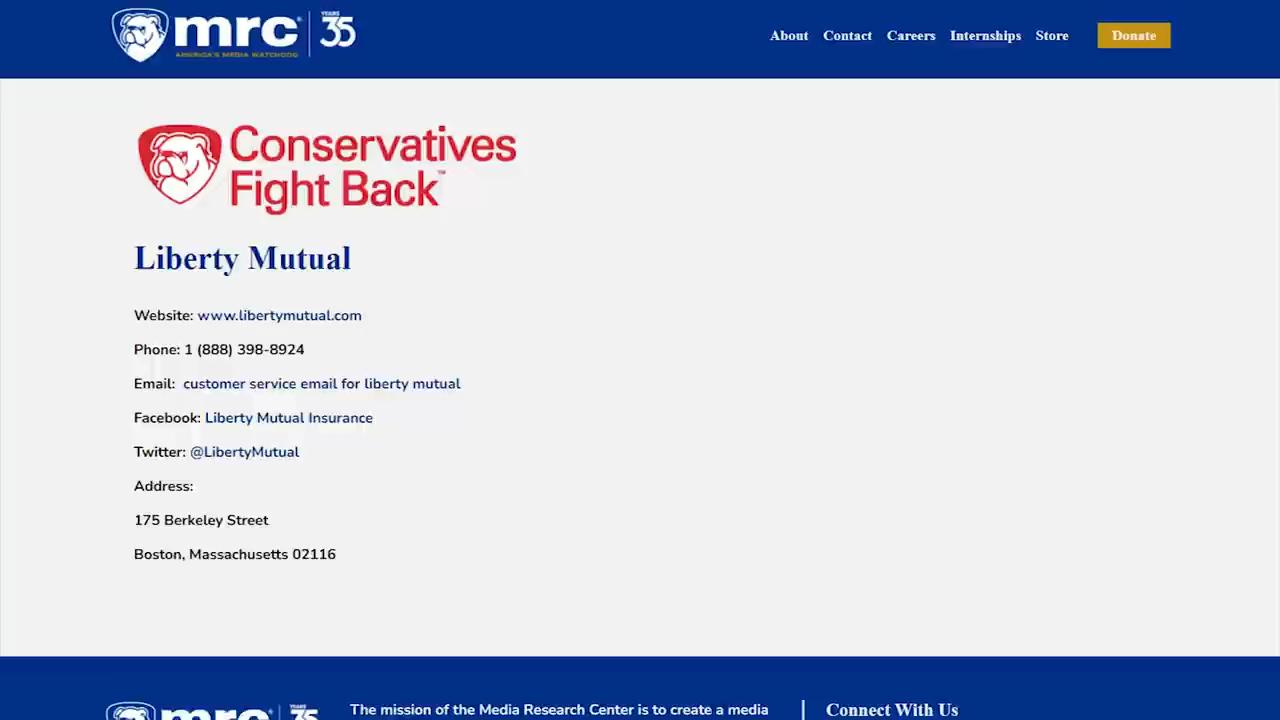 mrc
AMERICA'S MEDIA WATCHDOG
YEARS
35
About Contact Careers Internships Store Donate
Conservatives
Fight Back™
Liberty Mutual
Website: www.libertymutual.com
Phone: 1 (888) 398-8924
Email: customer service email for liberty mutual
Facebook: Liberty Mutual Insurance
Twitter: @LibertyMutual
Address:
175 Berkeley Street
Boston, Massachusetts 02116
mrc
YEARS
35
The mission of the Media Research Center is to create a media
Connect With Us